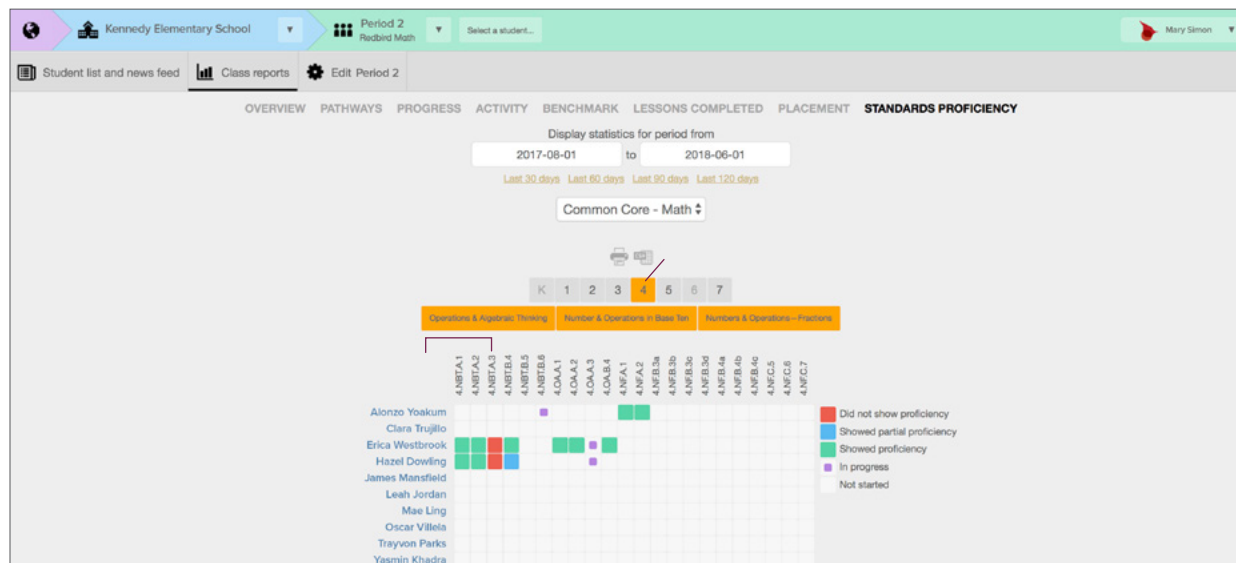 Kennedy Elementary School
Period 2
Redbird Math
Select a student...
Mary Simon
Student list and news feed
Class reports
Edit Period 2
OVERVIEW PATHWAYS PROGRESS ACTIVITY BENCHMARK LESSONS COMPLETED PLACEMENT STANDARDS PROFICIENCY
Display statistics for period from
2017-08-01 to 2018-06-01
Last 30 days Last 60 days Last 90 days Last 120 days
Common Core - Math
K 1 2 3 4 5 6 7
Operations & Algebraic Thinking
Number & Operations in Base Ten
Numbers & Operations—Fractions
4.NBT.A.1
4.NBT.A.2
4.NBT.A.3
4.NBT.B.4
4.NBT.B.5
4.NBT.B.6
4.OA.A.1
4.OA.A.2
4.OA.A.3
4.OA.B.4
4.NF.A.1
4.NF.A.2
4.NF.B.3a
4.NF.B.3b
4.NF.B.3c
4.NF.B.3d
4.NF.B.4a
4.NF.B.4b
4.NF.B.4c
4.NF.C.5
4.NF.C.6
4.NF.C.7
Alonzo Yoakum
Clara Trujillo
Erica Westbrook
Hazel Dowling
James Mansfield
Leah Jordan
Mae Ling
Oscar Villela
Trayvon Parks
Yasmin Khadra
Did not show proficiency
Showed partial proficiency
Showed proficiency
In progress
Not started